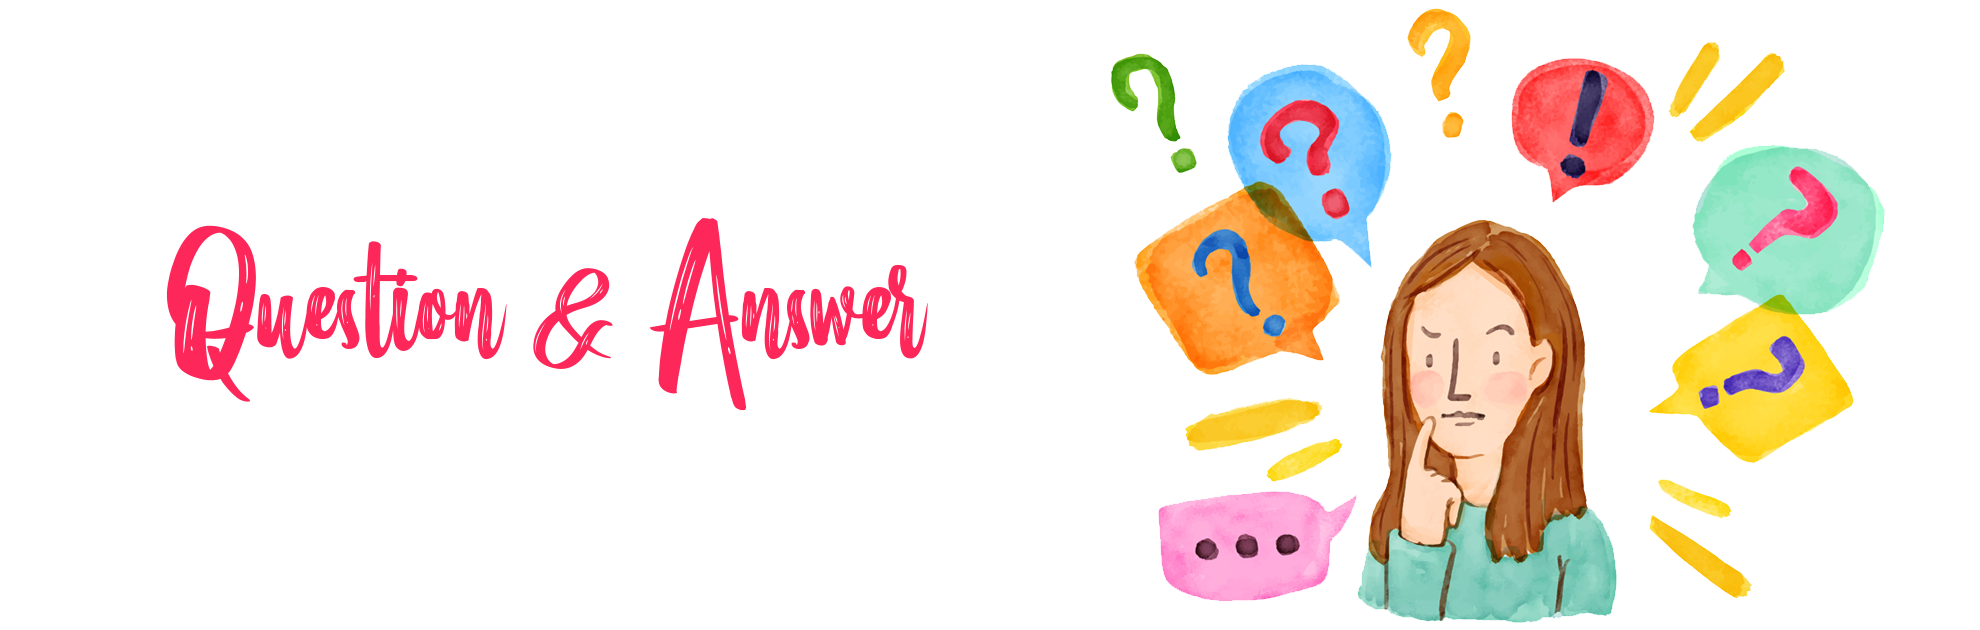 Question & Answer
? ? ? ! ? ? ? ...